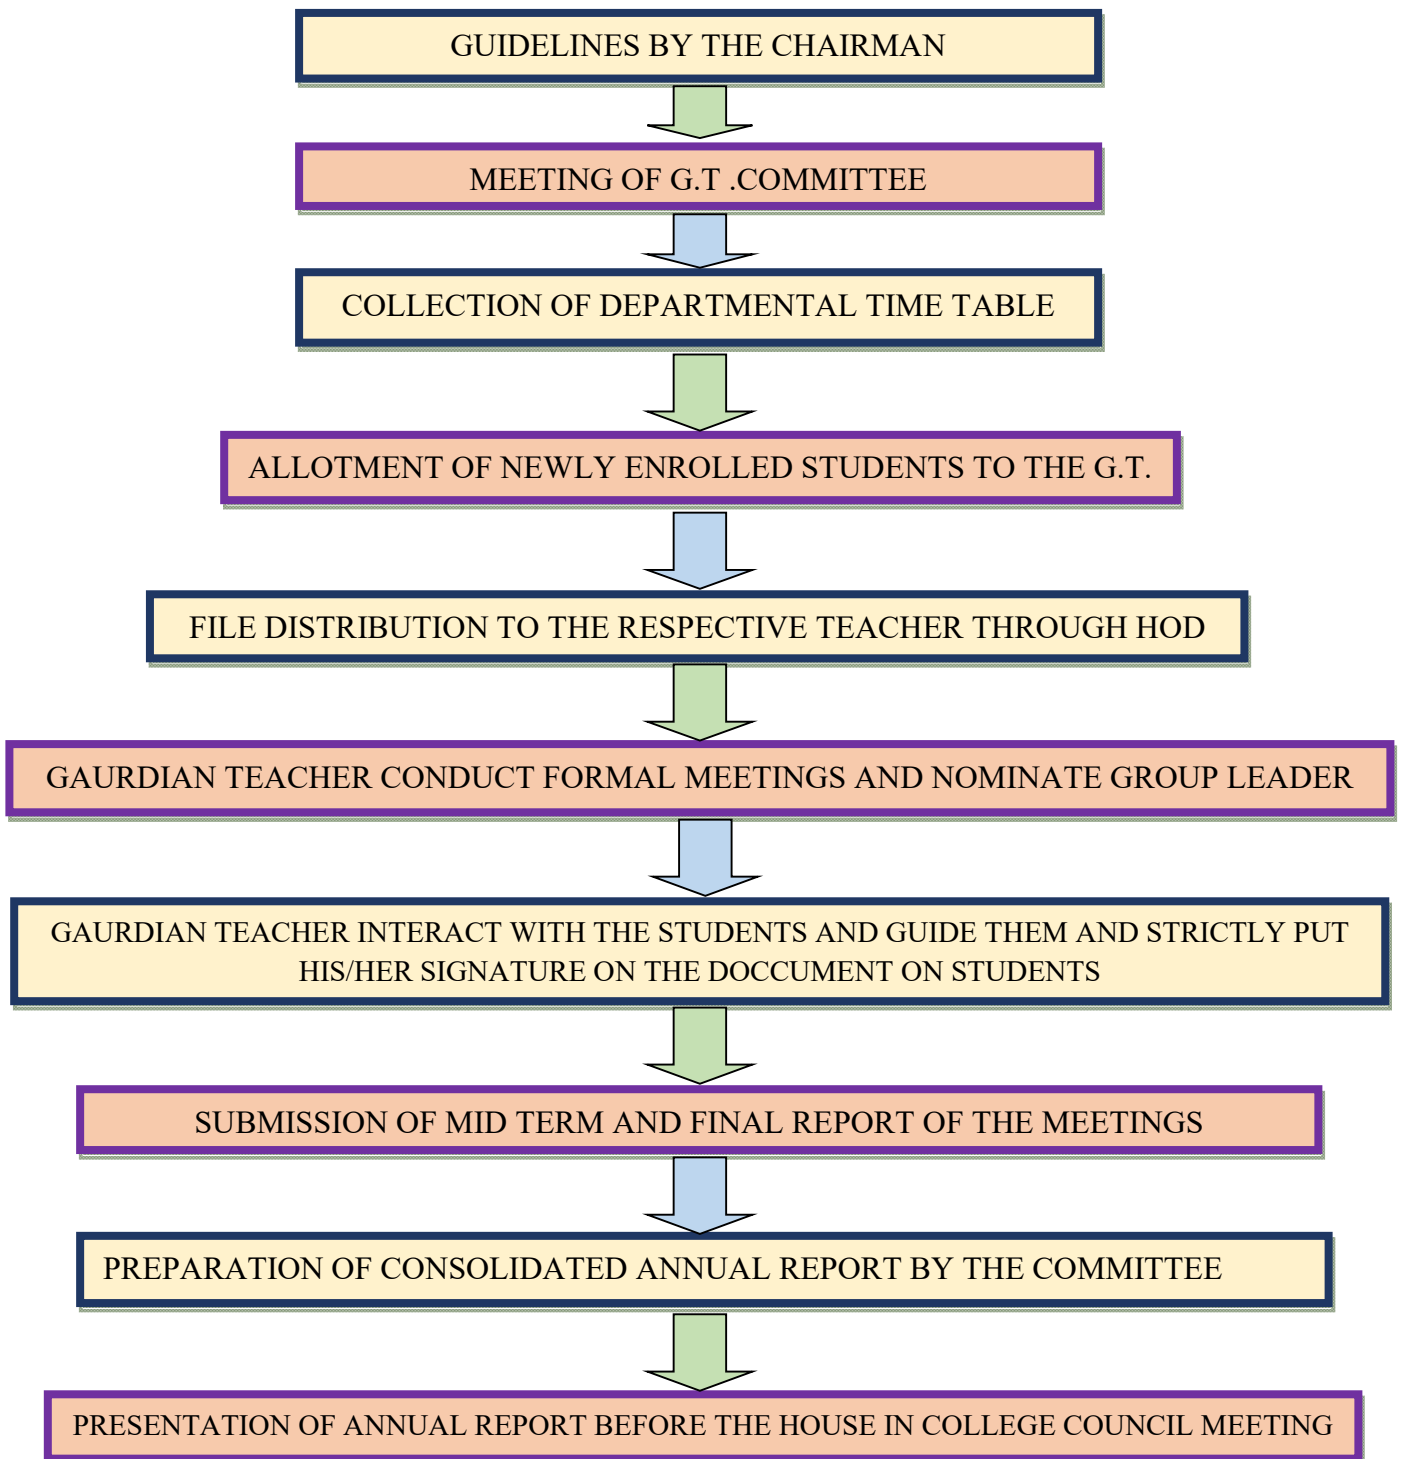 GUIDELINES BY THE CHAIRMAN
MEETING OF G.T .COMMITTEE
COLLECTION OF DEPARTMENTAL TIME TABLE
ALLOTMENT OF NEWLY ENROLLED STUDENTS TO THE G.T.
FILE DISTRIBUTION TO THE RESPECTIVE TEACHER THROUGH HOD
GAURDIAN TEACHER CONDUCT FORMAL MEETINGS AND NOMINATE GROUP LEADER
GAURDIAN TEACHER INTERACT WITH THE STUDENTS AND GUIDE THEM AND STRICTLY PUT
HIS/HER SIGNATURE ON THE DOCCUMENT ON STUDENTS
SUBMISSION OF MID TERM AND FINAL REPORT OF THE MEETINGS
PREPARATION OF CONSOLIDATED ANNUAL REPORT BY THE COMMITTEE
PRESENTATION OF ANNUAL REPORT BEFORE THE HOUSE IN COLLEGE COUNCIL MEETING